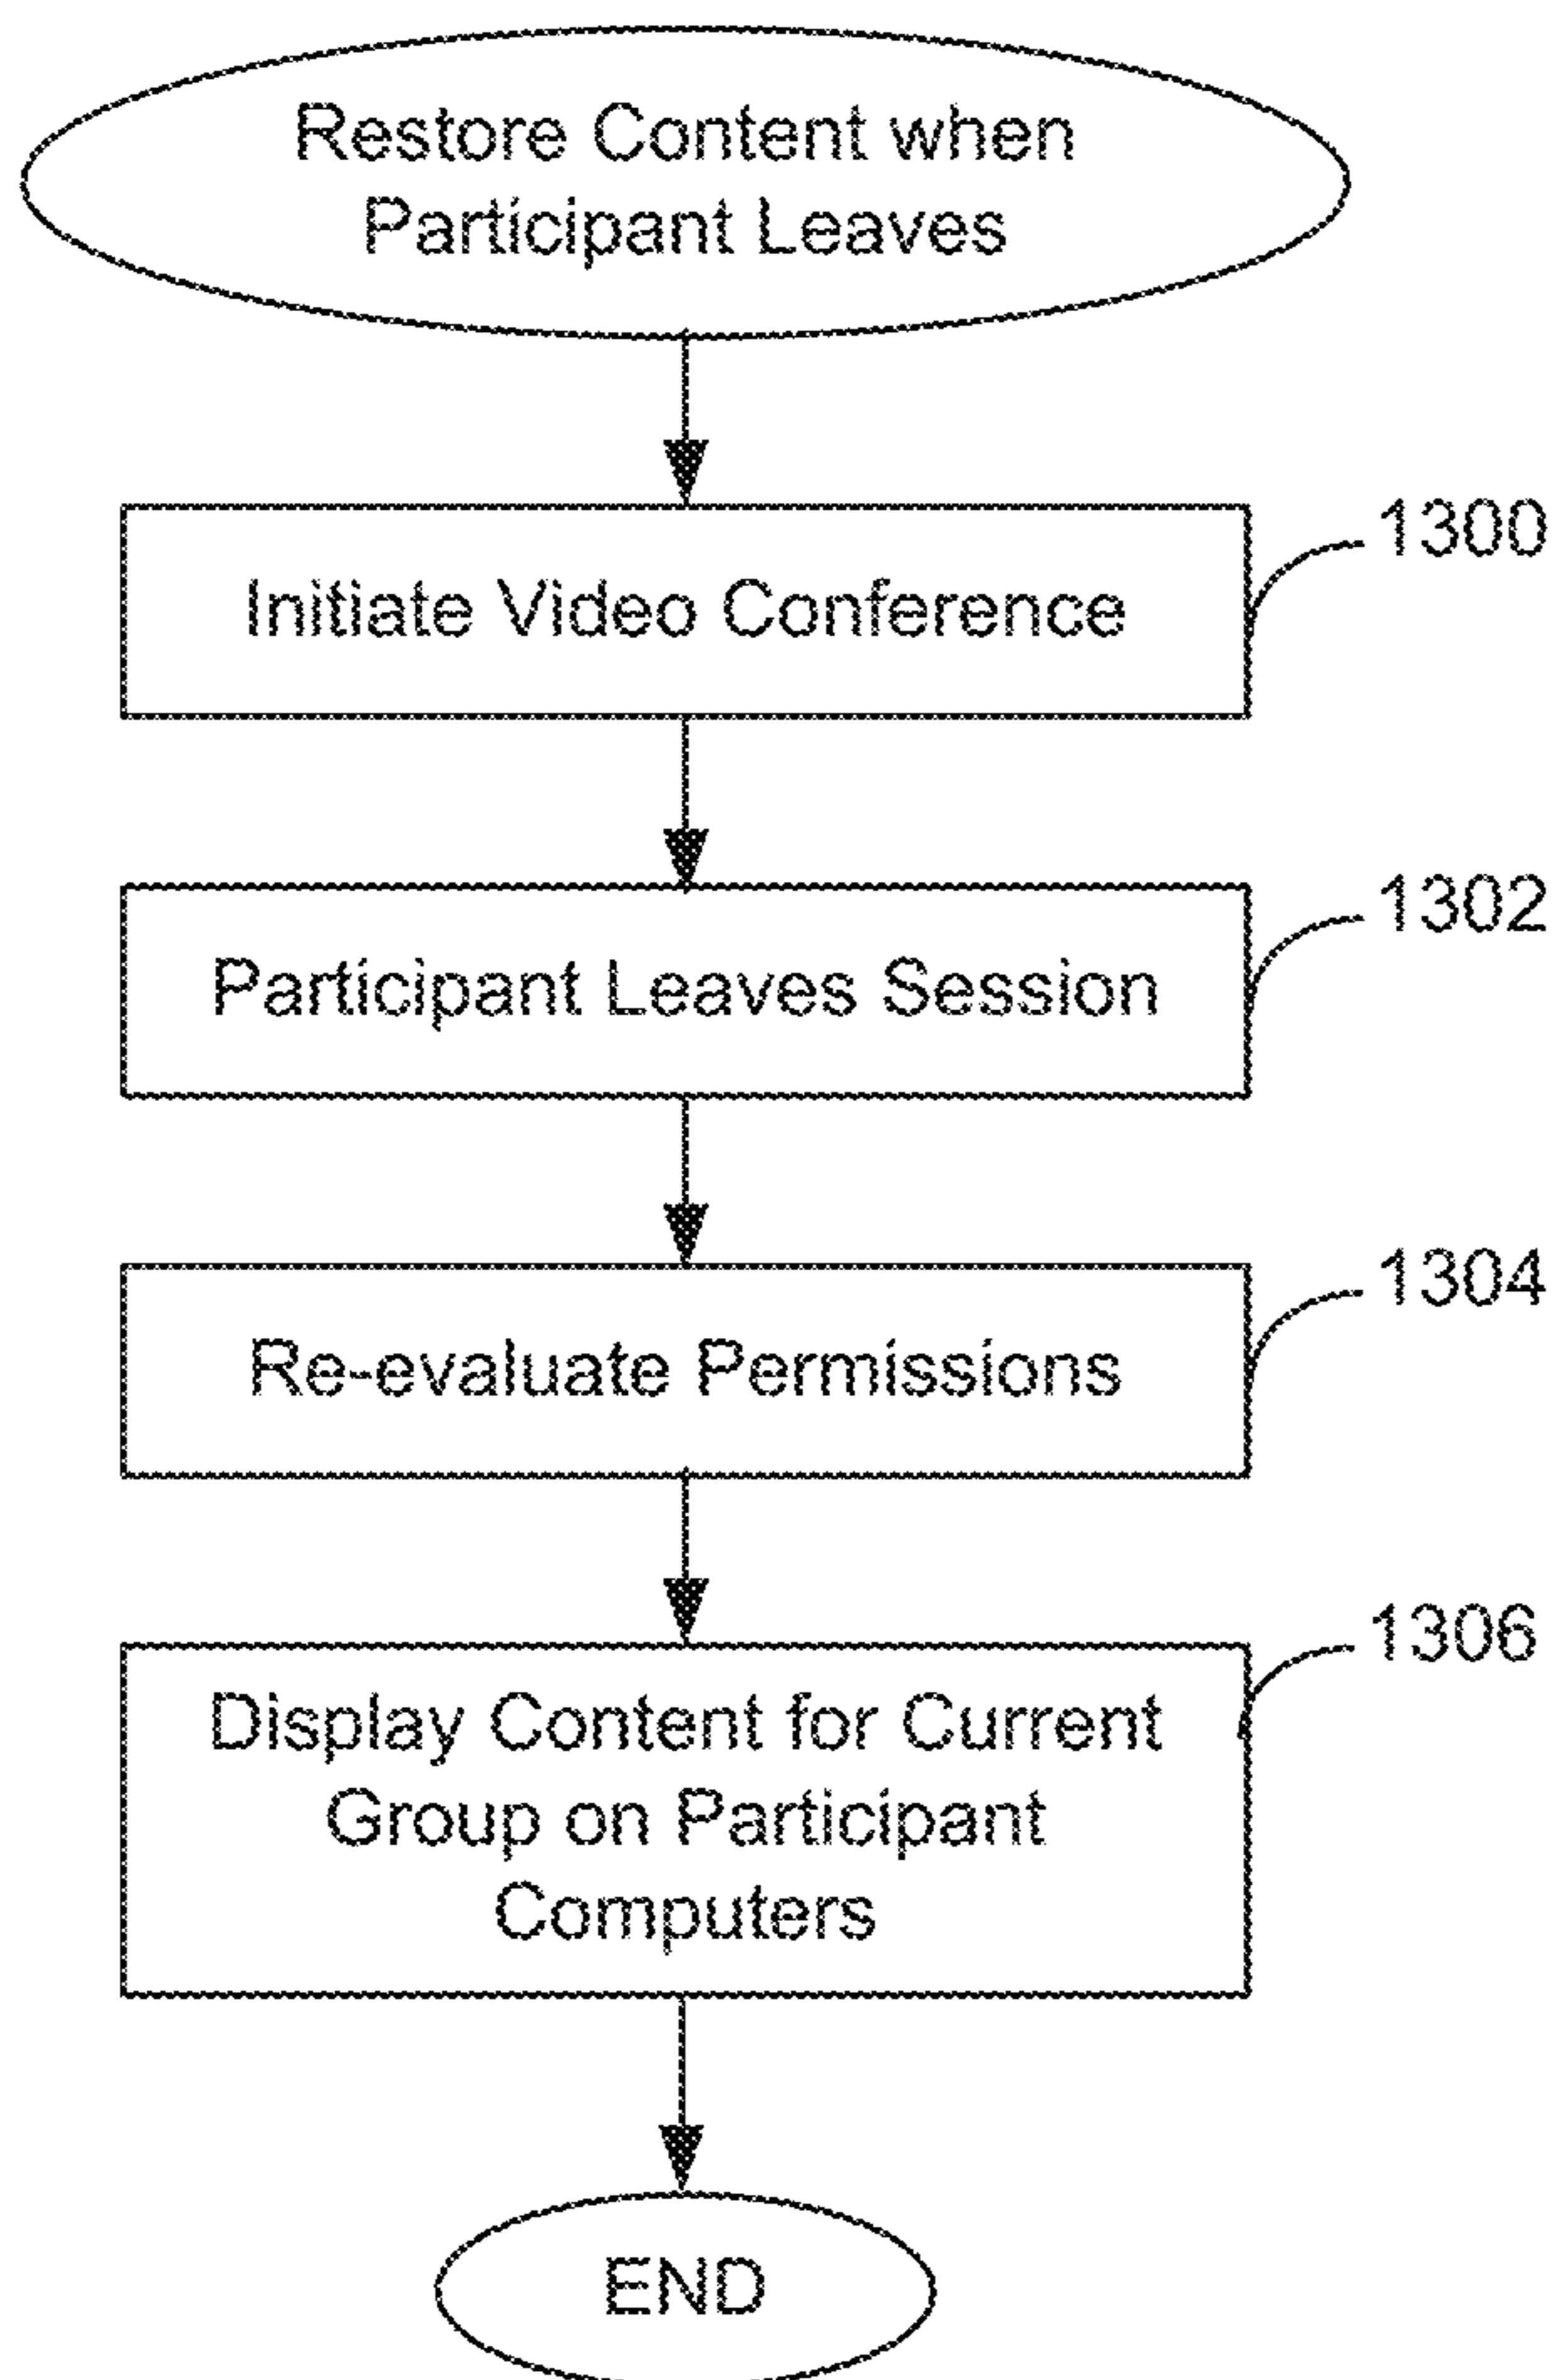 Restore Content when
Participant Leaves
1300
Initiate Video Conference
1302
Participant Leaves Session
1304
Re-evaluate Permissions
1306
Display Content for Current
Group on Participant
Computers
END